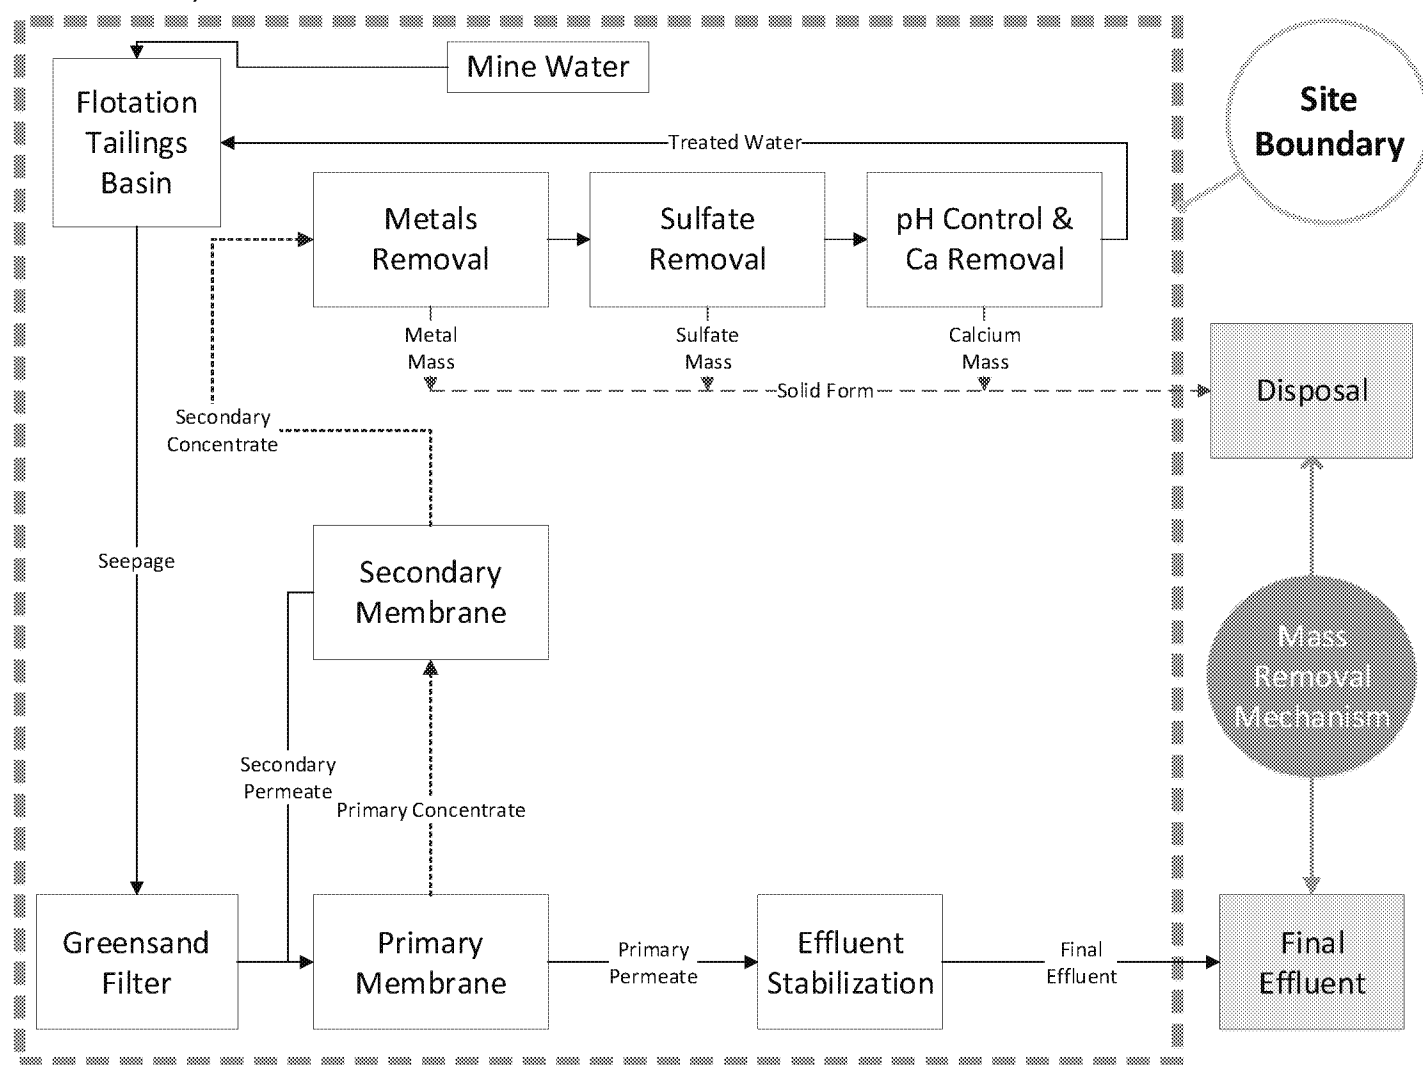 Mine Water
Flotation
Tailings
Basin
Site
Boundary
Treated Water
Metals
Removal
Sulfate
Removal
pH Control &
Ca Removal
Metal
Mass
Sulfate
Mass
Calcium
Mass
Solid Form
Disposal
Secondary
Concentrate
Seepage
Secondary
Membrane
Mass
Removal
Mechanism
Secondary
Permeate
Primary Concentrate
Greensand
Filter
Primary
Membrane
Primary
Permeate
Effluent
Stabilization
Final
Effluent
Final
Effluent